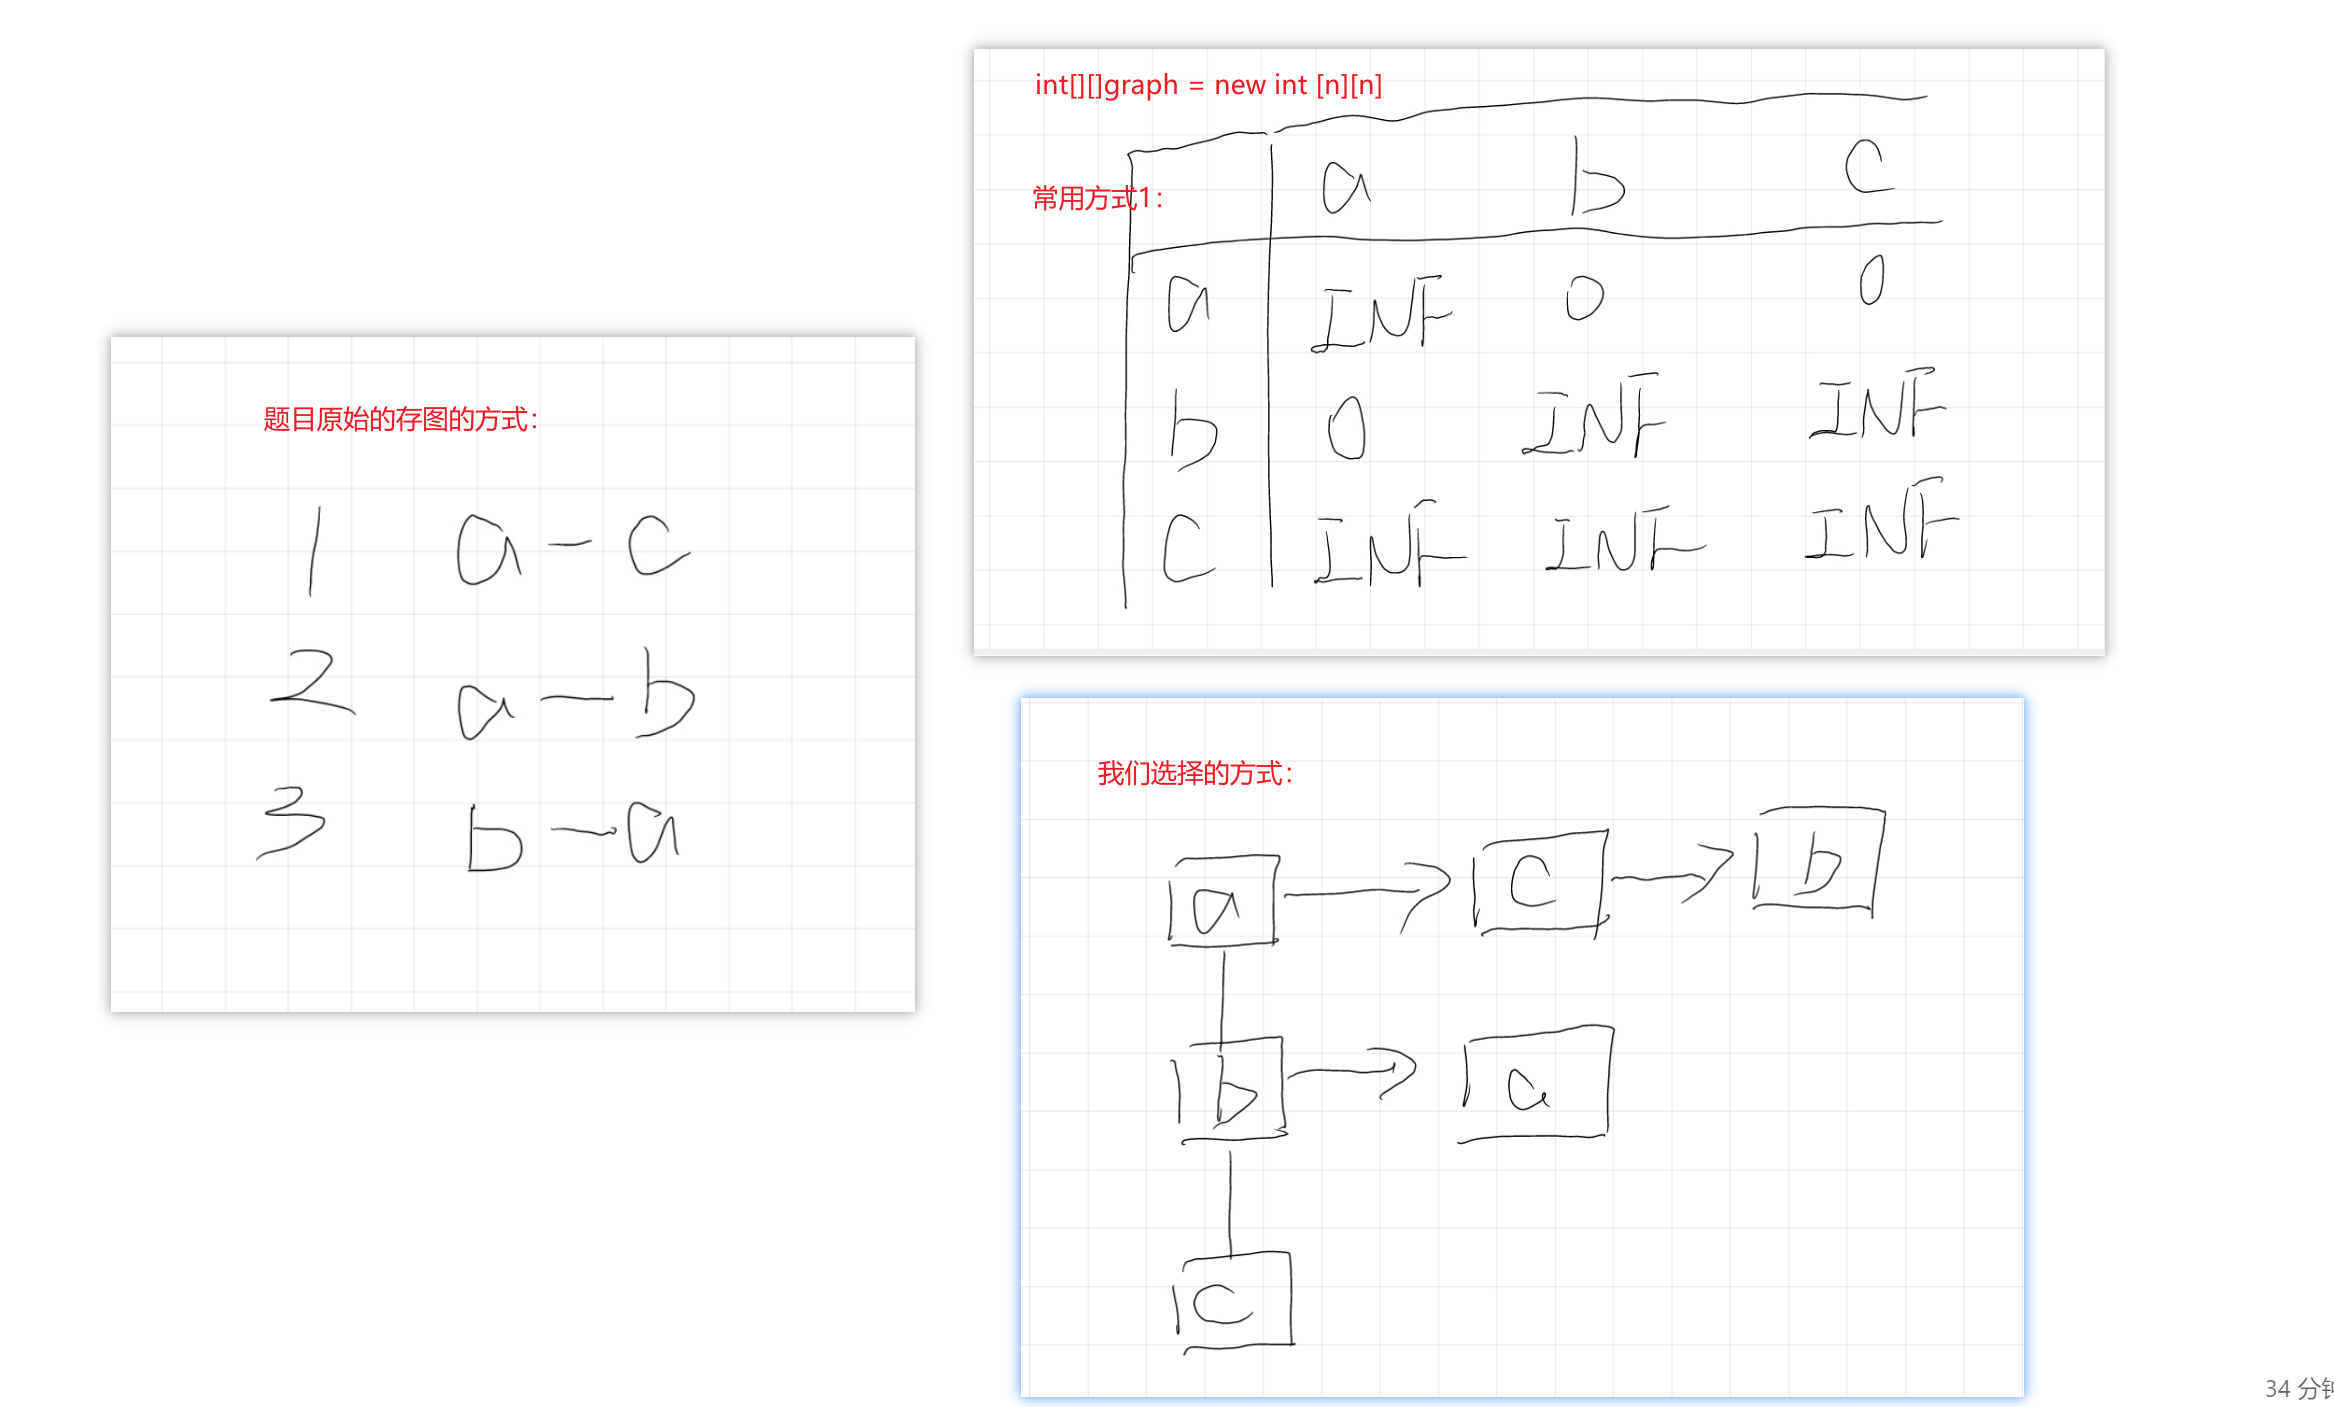 题目原始的存图的方式：
1 a-c
2 a-b
3 b-a
int[][]graph = new int [n][n]
常用方式1：
a b c
a INF 0 0
b 0 INF INF
c INF INF INF
我们选择的方式：
a c b
b a
c
34 分